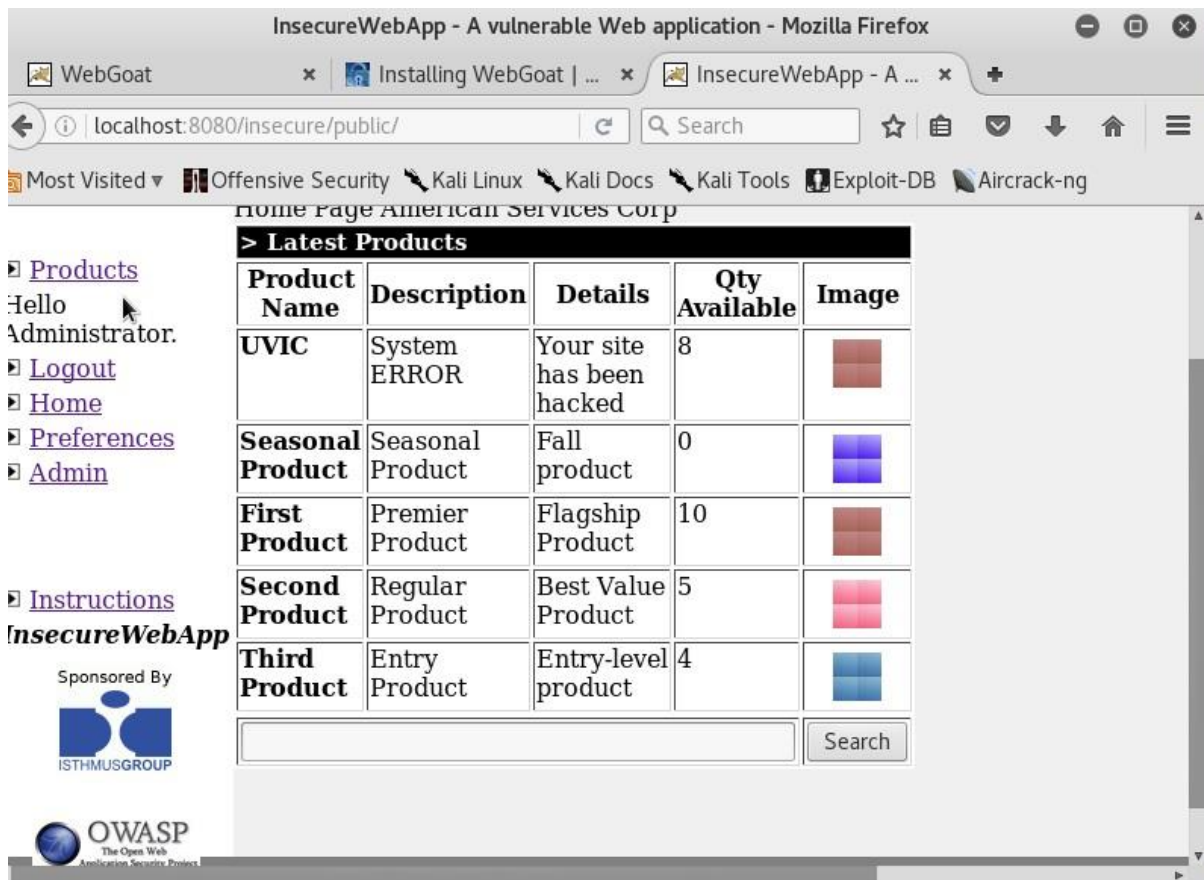 InsecureWebApp - A vulnerable Web application - Mozilla Firefox
WebGoat
Installing WebGoat | ...
InsecureWebApp - A ...
localhost:8080/insecure/public/
Search
Most Visited
Offensive Security
Kali Linux
Kali Docs
Kali Tools
Exploit-DB
Aircrack-ng
Products
Hello
Administrator.
Logout
Home
Preferences
Admin
Instructions
InsecureWebApp
Sponsored By
ISTHMUSGROUP
OWASP
The Open Web
Application Security Project
Home Page American Services Corp
> Latest Products
Product Name Description Details Qty Available Image
UVIC System ERROR Your site has been hacked 8
Seasonal Product Seasonal Product Fall product 0
First Product Premier Product Flagship Product 10
Second Product Regular Product Best Value Product 5
Third Product Entry Product Entry-level product 4
Search